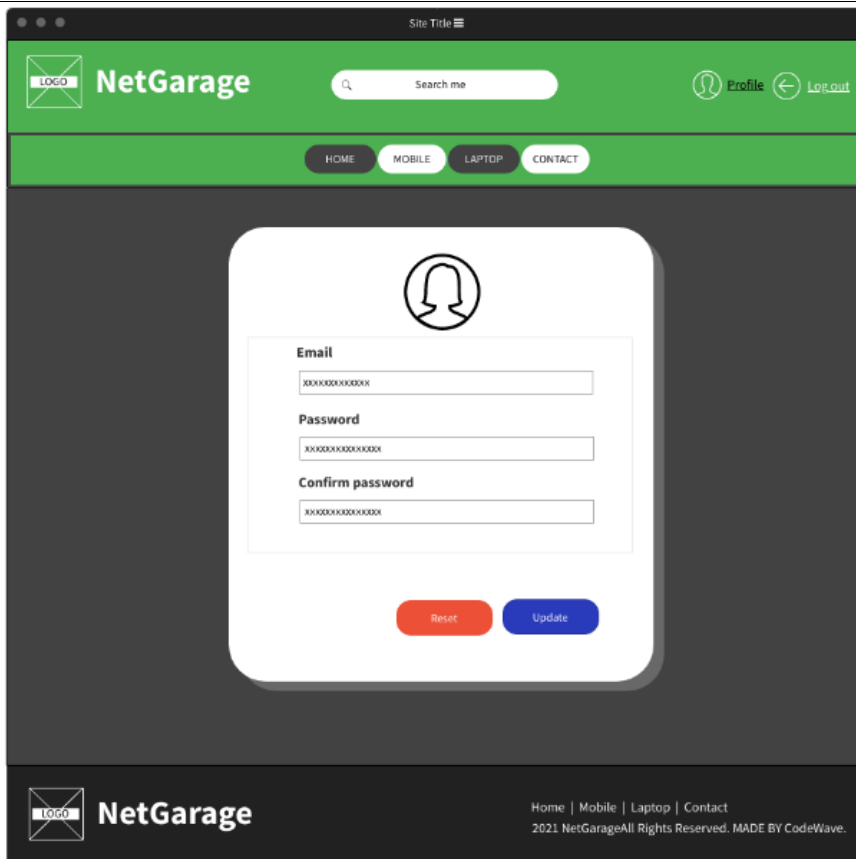 Site Title
LOGO NetGarage Search me Profile Log out
HOME MOBILE LAPTOP CONTACT
Email
xxxxxxxxxxxxx
Password
xxxxxxxxxxxxxxx
Confirm password
xxxxxxxxxxxxxxx
Reset Update
LOGO NetGarage
Home | Mobile | Laptop | Contact
2021 NetGarageAll Rights Reserved. MADE BY CodeWave.